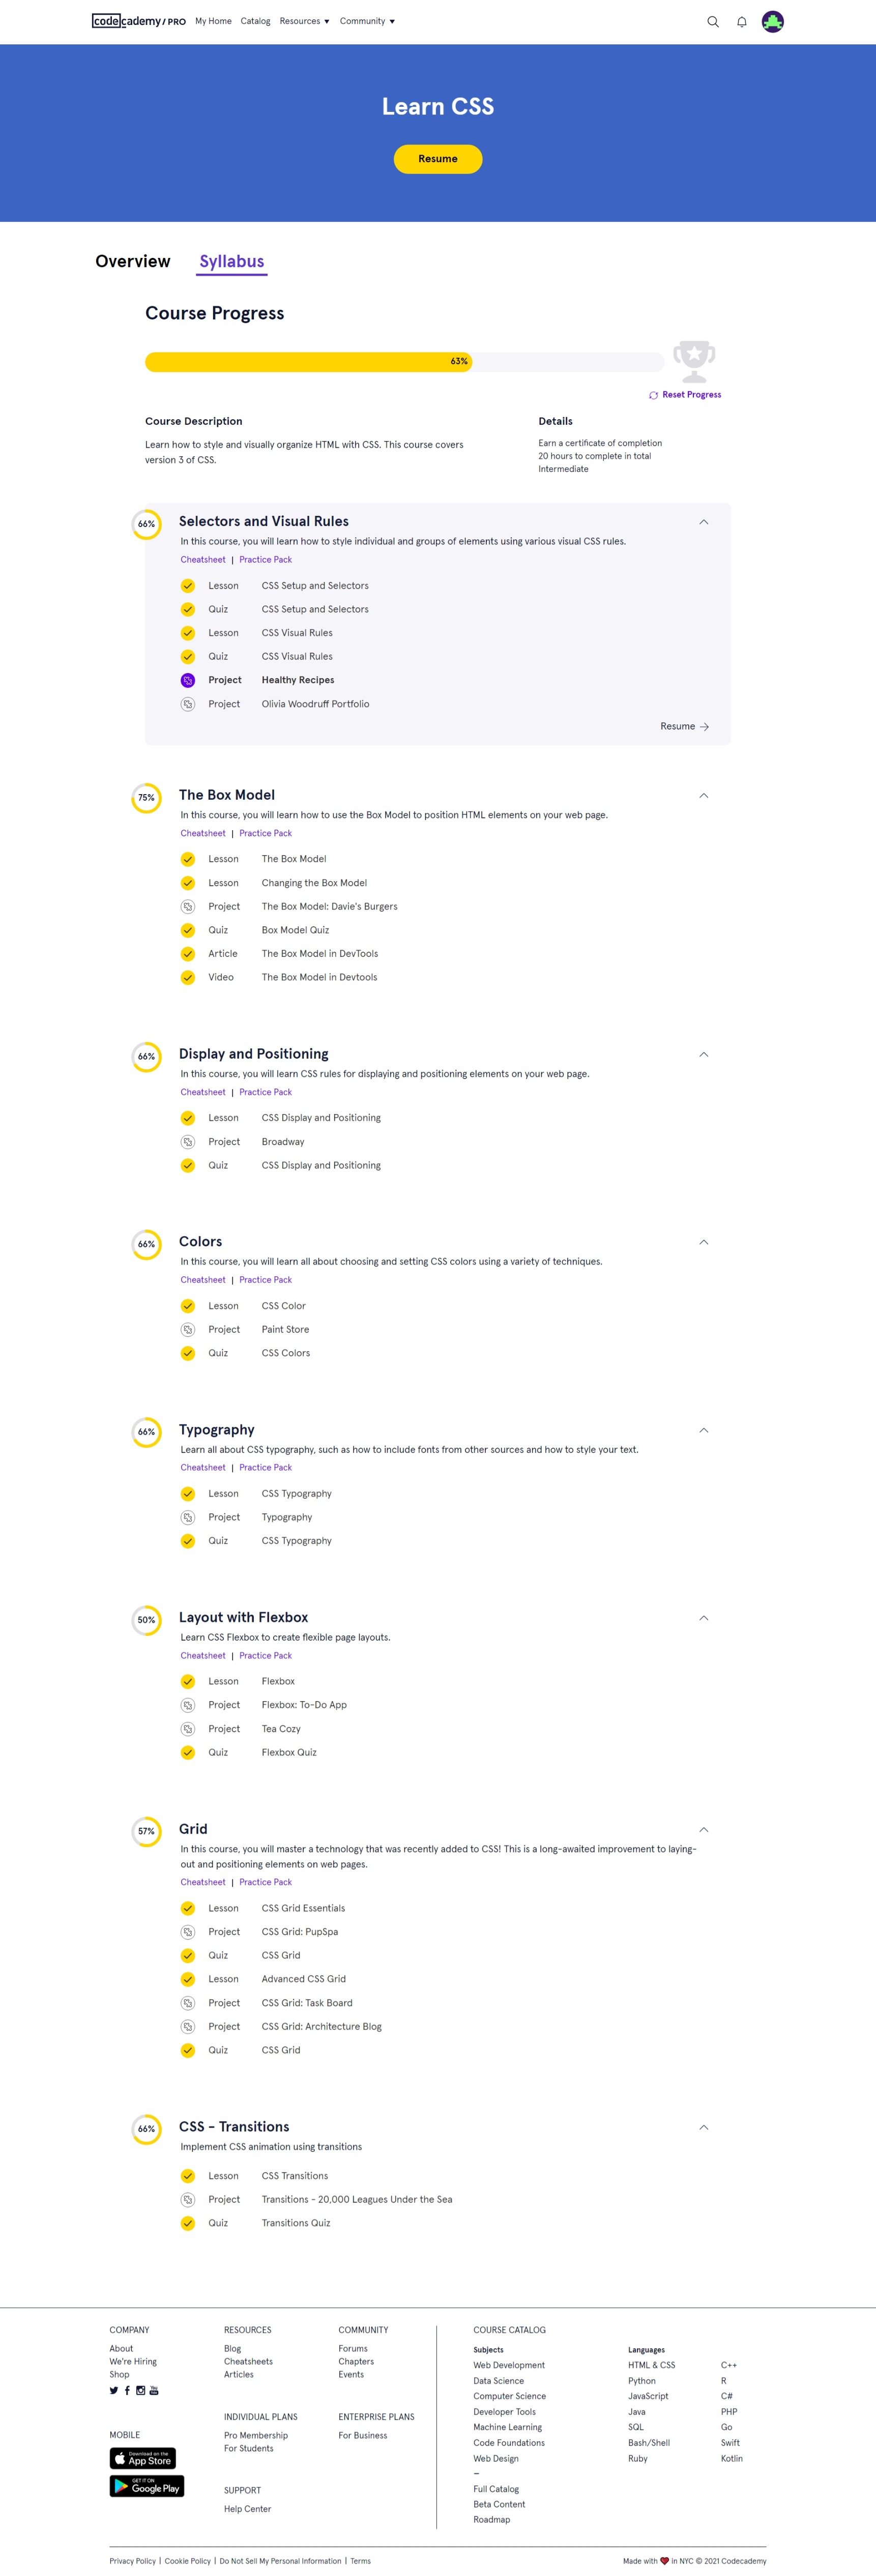 codecademy / PRO My Home Catalog Resources Community
Learn CSS
Resume
Overview Syllabus
Course Progress
63%
Reset Progress
Course Description
Learn how to style and visually organize HTML with CSS. This course covers
version 3 of CSS.
Details
Earn a certificate of completion
20 hours to complete in total
Intermediate
66% Selectors and Visual Rules
In this course, you will learn how to style individual and groups of elements using various visual CSS rules.
Cheatsheet | Practice Pack
Lesson CSS Setup and Selectors
Quiz CSS Setup and Selectors
Lesson CSS Visual Rules
Quiz CSS Visual Rules
Project Healthy Recipes
Project Olivia Woodruff Portfolio
Resume
75% The Box Model
In this course, you will learn how to use the Box Model to position HTML elements on your web page.
Cheatsheet | Practice Pack
Lesson The Box Model
Lesson Changing the Box Model
Project The Box Model: Davie's Burgers
Quiz Box Model Quiz
Article The Box Model in DevTools
Video The Box Model in Devtools
66% Display and Positioning
In this course, you will learn CSS rules for displaying and positioning elements on your web page.
Cheatsheet | Practice Pack
Lesson CSS Display and Positioning
Project Broadway
Quiz CSS Display and Positioning
66% Colors
In this course, you will learn all about choosing and setting CSS colors using a variety of techniques.
Cheatsheet | Practice Pack
Lesson CSS Color
Project Paint Store
Quiz CSS Colors
66% Typography
Learn all about CSS typography, such as how to include fonts from other sources and how to style your text.
Cheatsheet | Practice Pack
Lesson CSS Typography
Project Typography
Quiz CSS Typography
50% Layout with Flexbox
Learn CSS Flexbox to create flexible page layouts.
Cheatsheet | Practice Pack
Lesson Flexbox
Project Flexbox: To-Do App
Project Tea Cozy
Quiz Flexbox Quiz
57% Grid
In this course, you will master a technology that was recently added to CSS! This is a long-awaited improvement to laying-
out and positioning elements on web pages.
Cheatsheet | Practice Pack
Lesson CSS Grid Essentials
Project CSS Grid: PupSpa
Quiz CSS Grid
Lesson Advanced CSS Grid
Project CSS Grid: Task Board
Project CSS Grid: Architecture Blog
Quiz CSS Grid
66% CSS - Transitions
Implement CSS animation using transitions
Lesson CSS Transitions
Project Transitions - 20,000 Leagues Under the Sea
Quiz Transitions Quiz
COMPANY
About
We're Hiring
Shop
MOBILE
Download on the
App Store
GET IT ON
Google Play
RESOURCES
Blog
Cheatsheets
Articles
INDIVIDUAL PLANS
Pro Membership
For Students
SUPPORT
Help Center
COMMUNITY
Forums
Chapters
Events
ENTERPRISE PLANS
For Business
COURSE CATALOG
Subjects
Web Development
Data Science
Computer Science
Developer Tools
Machine Learning
Code Foundations
Web Design
—
Full Catalog
Beta Content
Roadmap
Languages
HTML & CSS
Python
JavaScript
Java
SQL
Bash/Shell
Ruby
C++
R
C#
PHP
Go
Swift
Kotlin
Privacy Policy | Cookie Policy | Do Not Sell My Personal Information | Terms
Made with ❤ in NYC © 2021 Codecademy